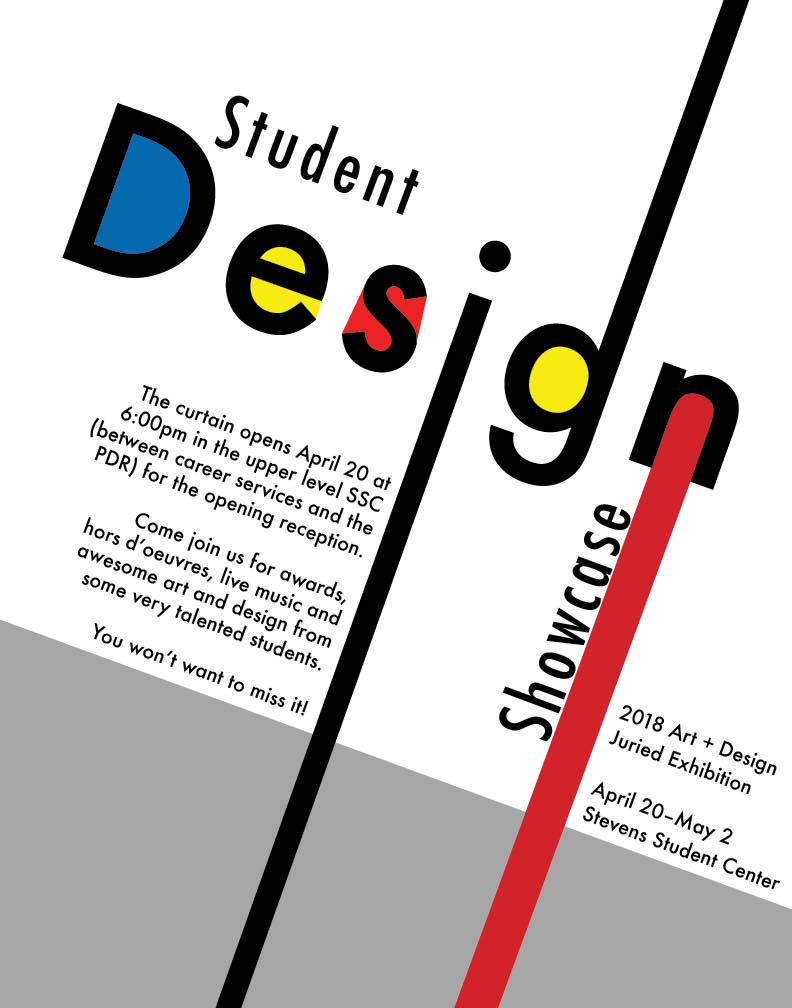 Student
Design
Showcase
The curtain opens April 20 at
6:00pm in the upper level SSC
(between career services and the
PDR) for the opening reception.
Come join us for awards,
hors d’oeuvres, live music and
awesome art and design from
some very talented students.
You won’t want to miss it!
2018 Art + Design
Juried Exhibition
April 20–May 2
Stevens Student Center